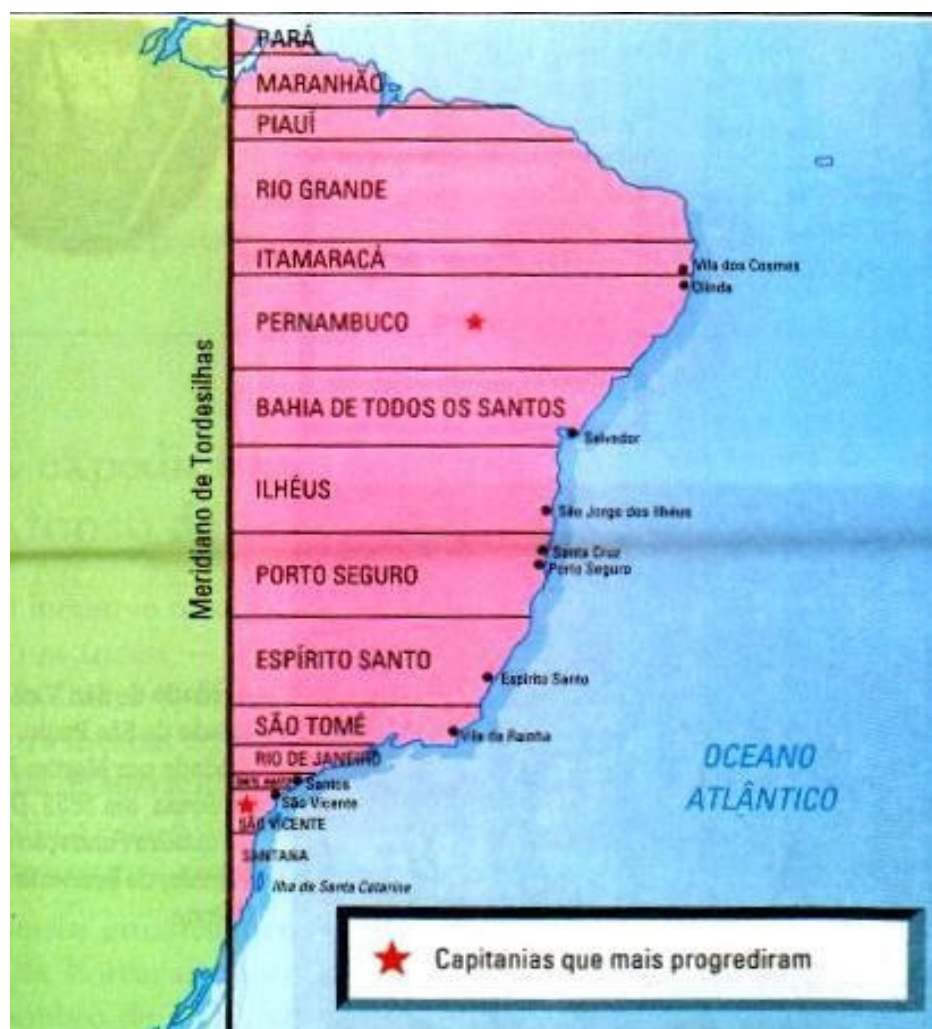 PARÁ
MARANHÃO
PIAUÍ
RIO GRANDE
ITAMARACÁ
Vila dos Cosmes
Olinda
PERNAMBUCO
Meridiano de Tordesilhas
BAHIA DE TODOS OS SANTOS
Salvador
ILHÉUS
São Jorge dos Ilhéus
Santa Cruz
Porto Seguro
PORTO SEGURO
ESPÍRITO SANTO
Espírito Santo
SÃO TOMÉ
Vila da Rainha
RIO DE JANEIRO
OCEANO
ATLÂNTICO
Santos
São Vicente
SÃO VICENTE
SANTANA
Ilha de Santa Catarina
Capitanias que mais progrediram